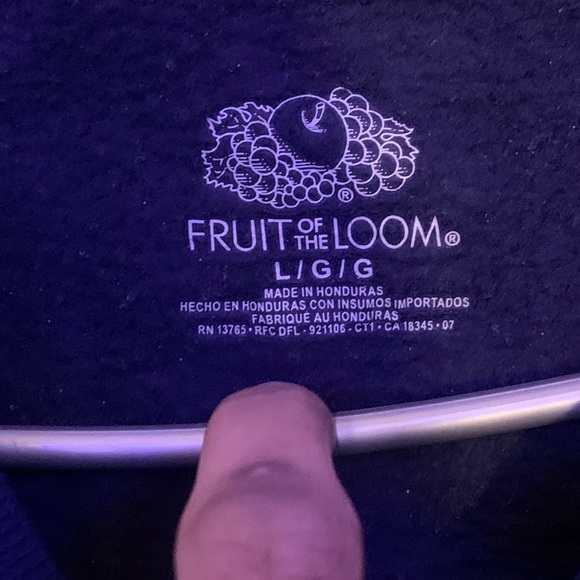 FRUIT OF THE LOOM®
L/G/G
MADE IN HONDURAS
HECHO EN HONDURAS CON INSUMOS IMPORTADOS
FABRIQUÉ AU HONDURAS
RN 13765 • RFC DFL - 921106 - CT1 • CA 18345 • 07